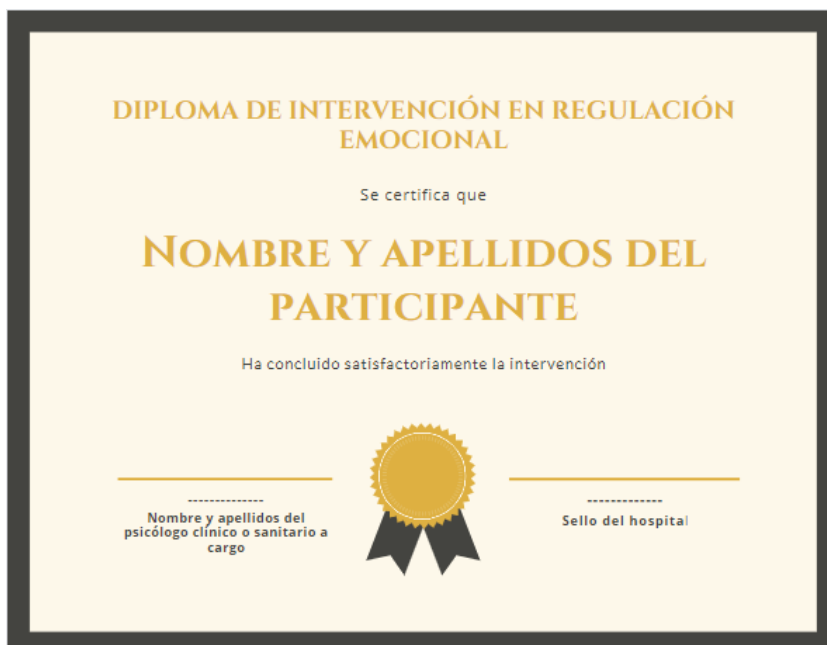 DIPLOMA DE INTERVENCIÓN EN REGULACIÓN
EMOCIONAL
Se certifica que
NOMBRE Y APELLIDOS DEL
PARTICIPANTE
Ha concluido satisfactoriamente la intervención
--------------
Nombre y apellidos del
psicólogo clínico o sanitario a
cargo
-------------
Sello del hospital